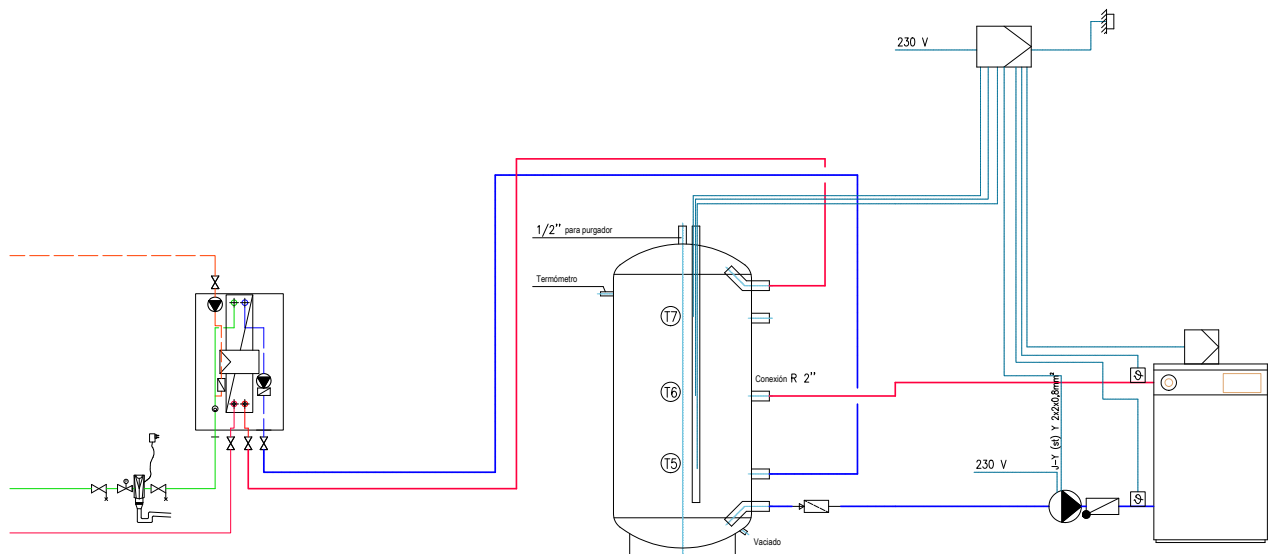 230 V
1/2" para purgador
Termómetro
T7
Conexión R 2"
T6
J-Y (st) Y 2x2x0,8mm²
ϑ
T5
230 V
ϑ
Vaciado